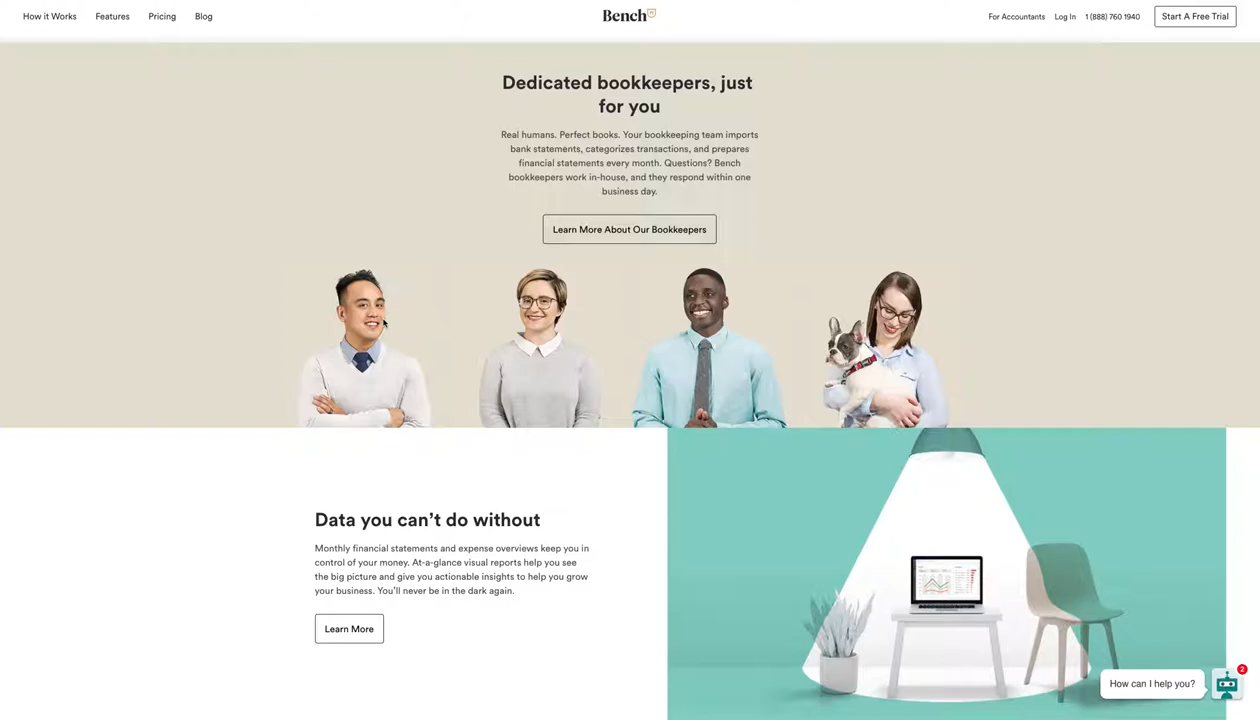 How it Works
Features
Pricing
Blog
Bench
For Accountants
Log In
1 (888) 760 1940
Start A Free Trial
Dedicated bookkeepers, just
for you
Real humans. Perfect books. Your bookkeeping team imports
bank statements, categorizes transactions, and prepares
financial statements every month. Questions? Bench
bookkeepers work in-house, and they respond within one
business day.
Learn More About Our Bookkeepers
Data you can't do without
Monthly financial statements and expense overviews keep you in
control of your money. At-a-glance visual reports help you see
the big picture and give you actionable insights to help you grow
your business. You'll never be in the dark again.
Learn More
How can I help you?
2